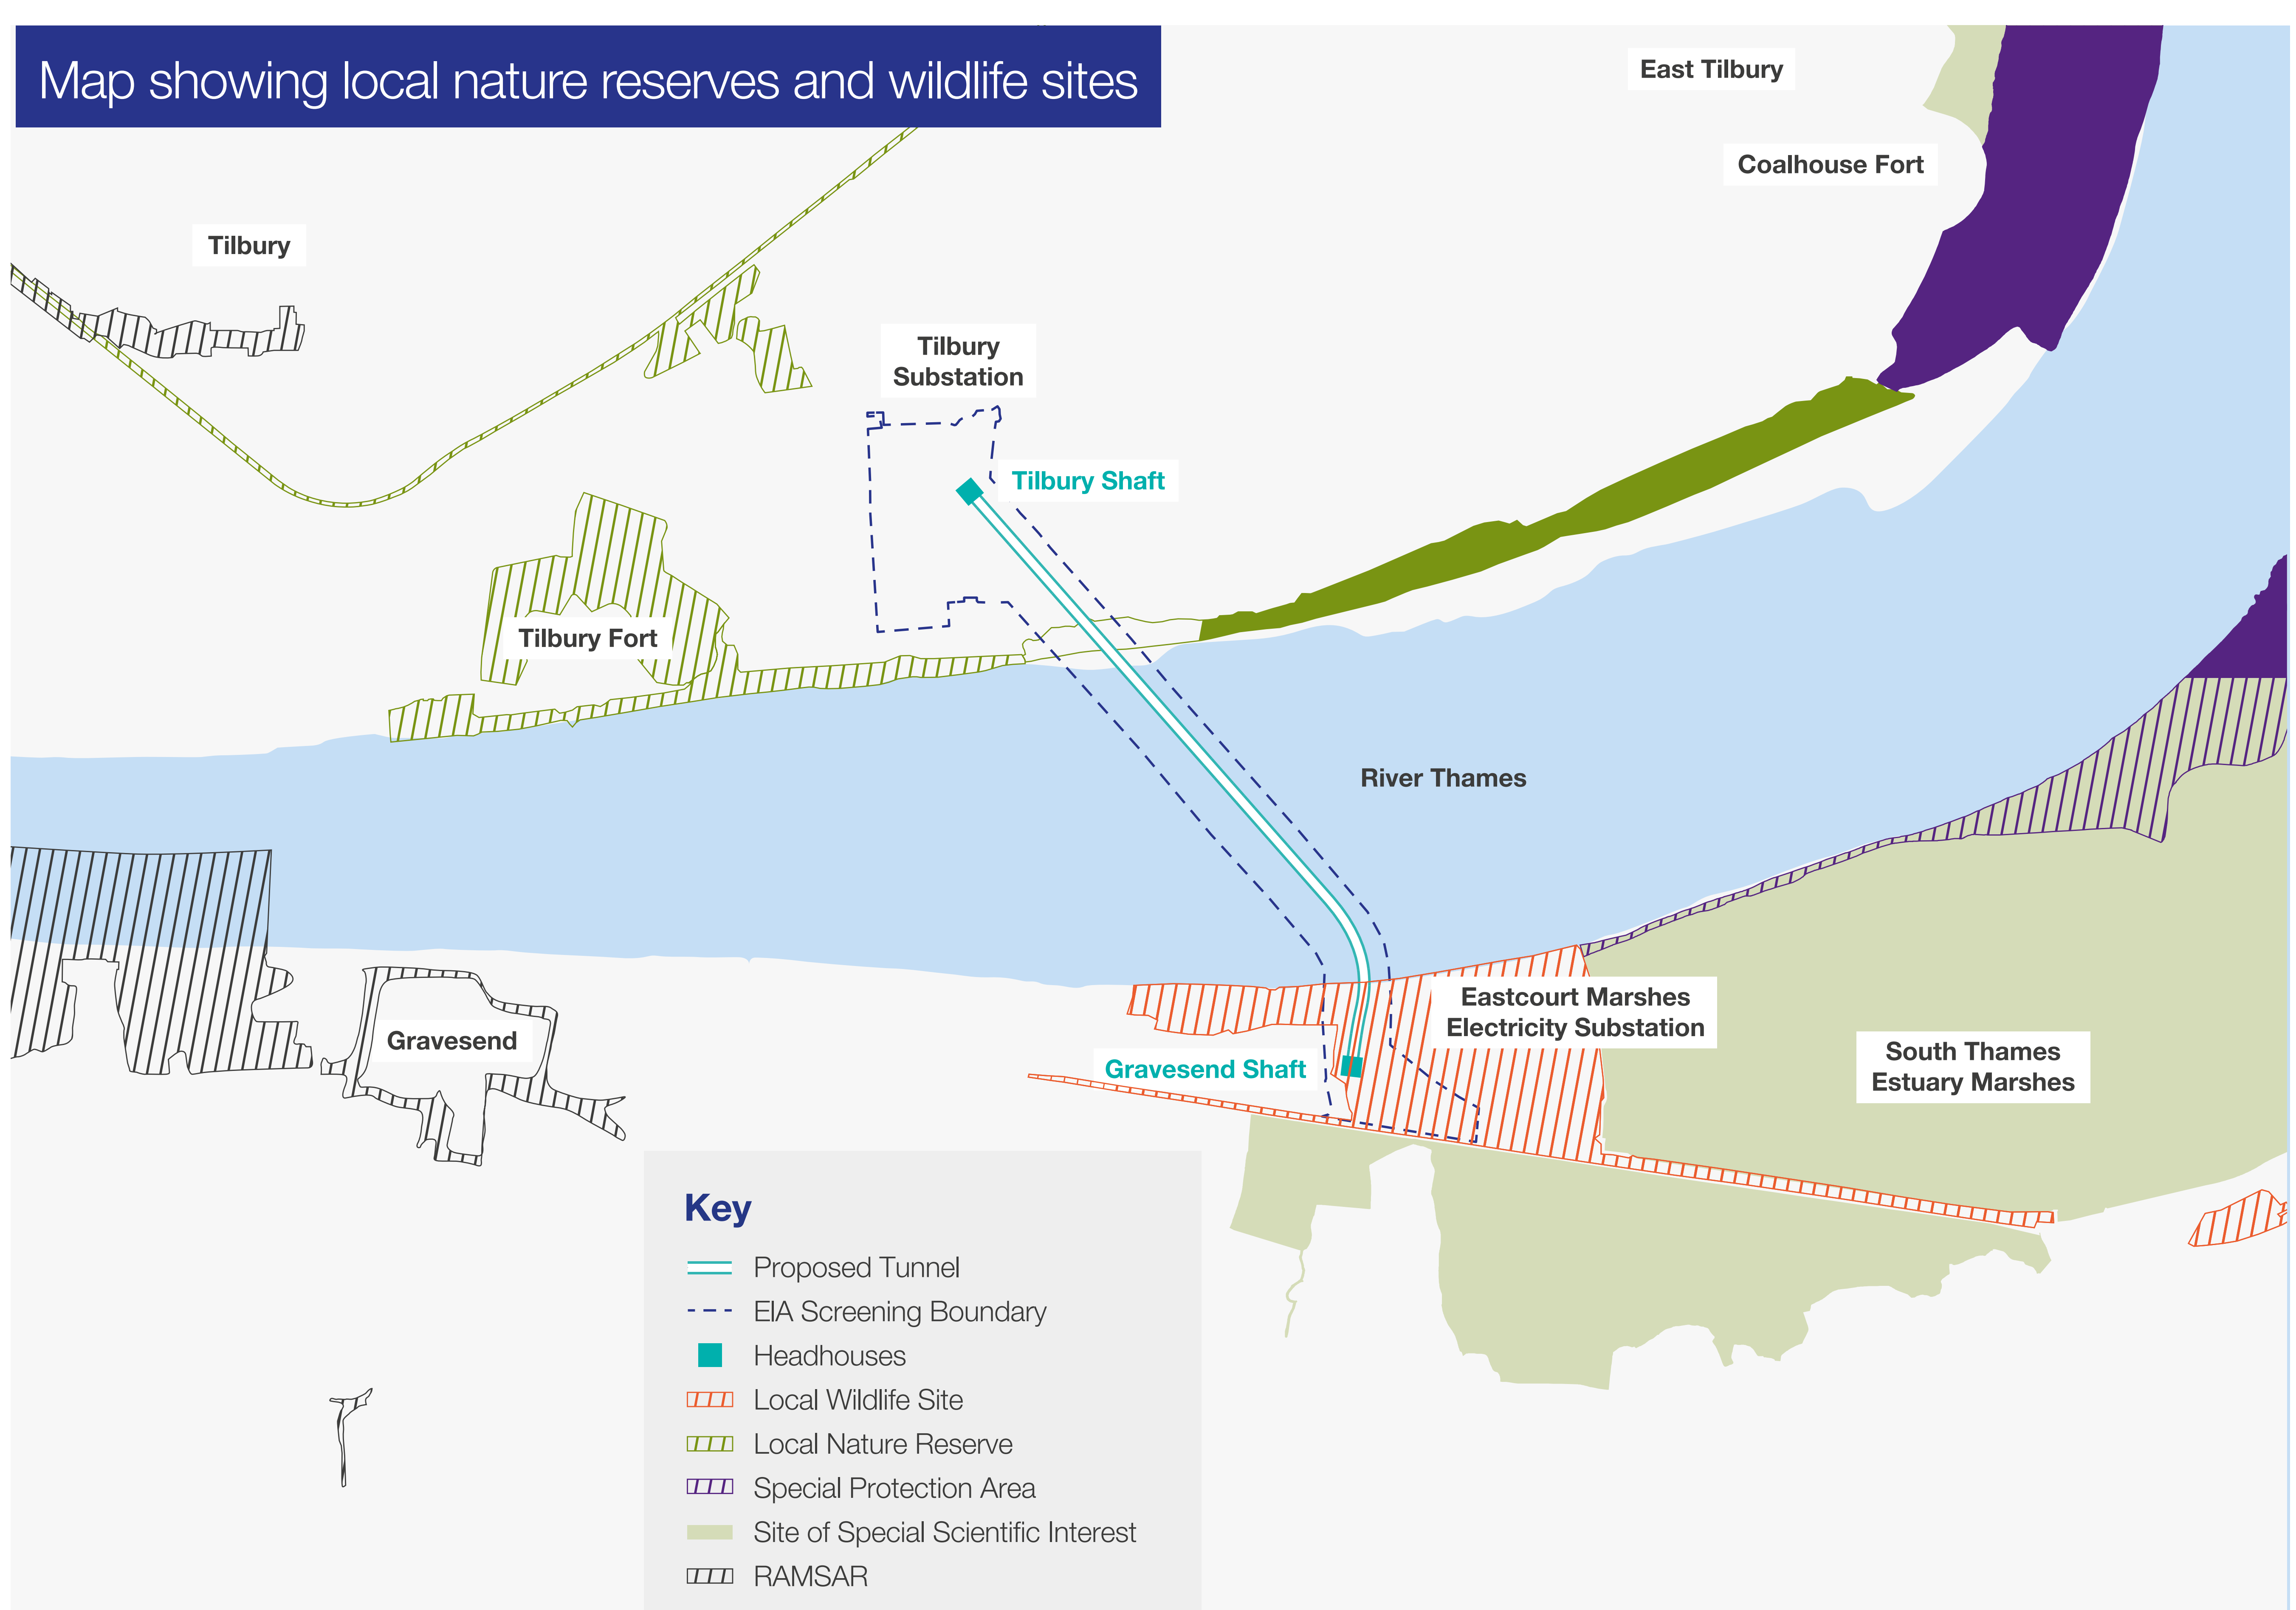 Map showing local nature reserves and wildlife sites
East Tilbury
Coalhouse Fort
Tilbury
Tilbury
Substation
Tilbury Shaft
Tilbury Fort
River Thames
Eastcourt Marshes
Electricity Substation
Gravesend
Gravesend Shaft
South Thames
Estuary Marshes
Key
Proposed Tunnel
EIA Screening Boundary
Headhouses
Local Wildlife Site
Local Nature Reserve
Special Protection Area
Site of Special Scientific Interest
RAMSAR